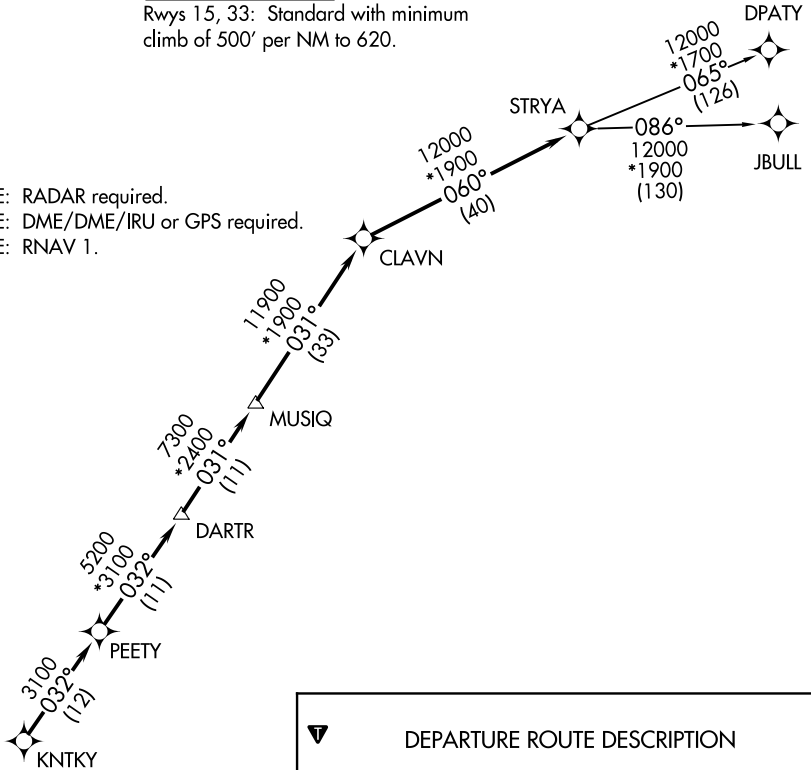 Rwys 15, 33: Standard with minimum
climb of 500' per NM to 620.
DPATY
12000
*1700
065°
(126)
STRYA
086°
12000
*1900
(130)
JBULL
12000
*1900
060°
(40)
E: RADAR required.
E: DME/DME/IRU or GPS required.
E: RNAV 1.
CLAVN
11900
*1900
031°
(33)
MUSIQ
7300
*2400
031°
(11)
DARTR
5200
*3100
032°
(11)
PEETY
3100
032°
(12)
KNTKY
T
DEPARTURE ROUTE DESCRIPTION